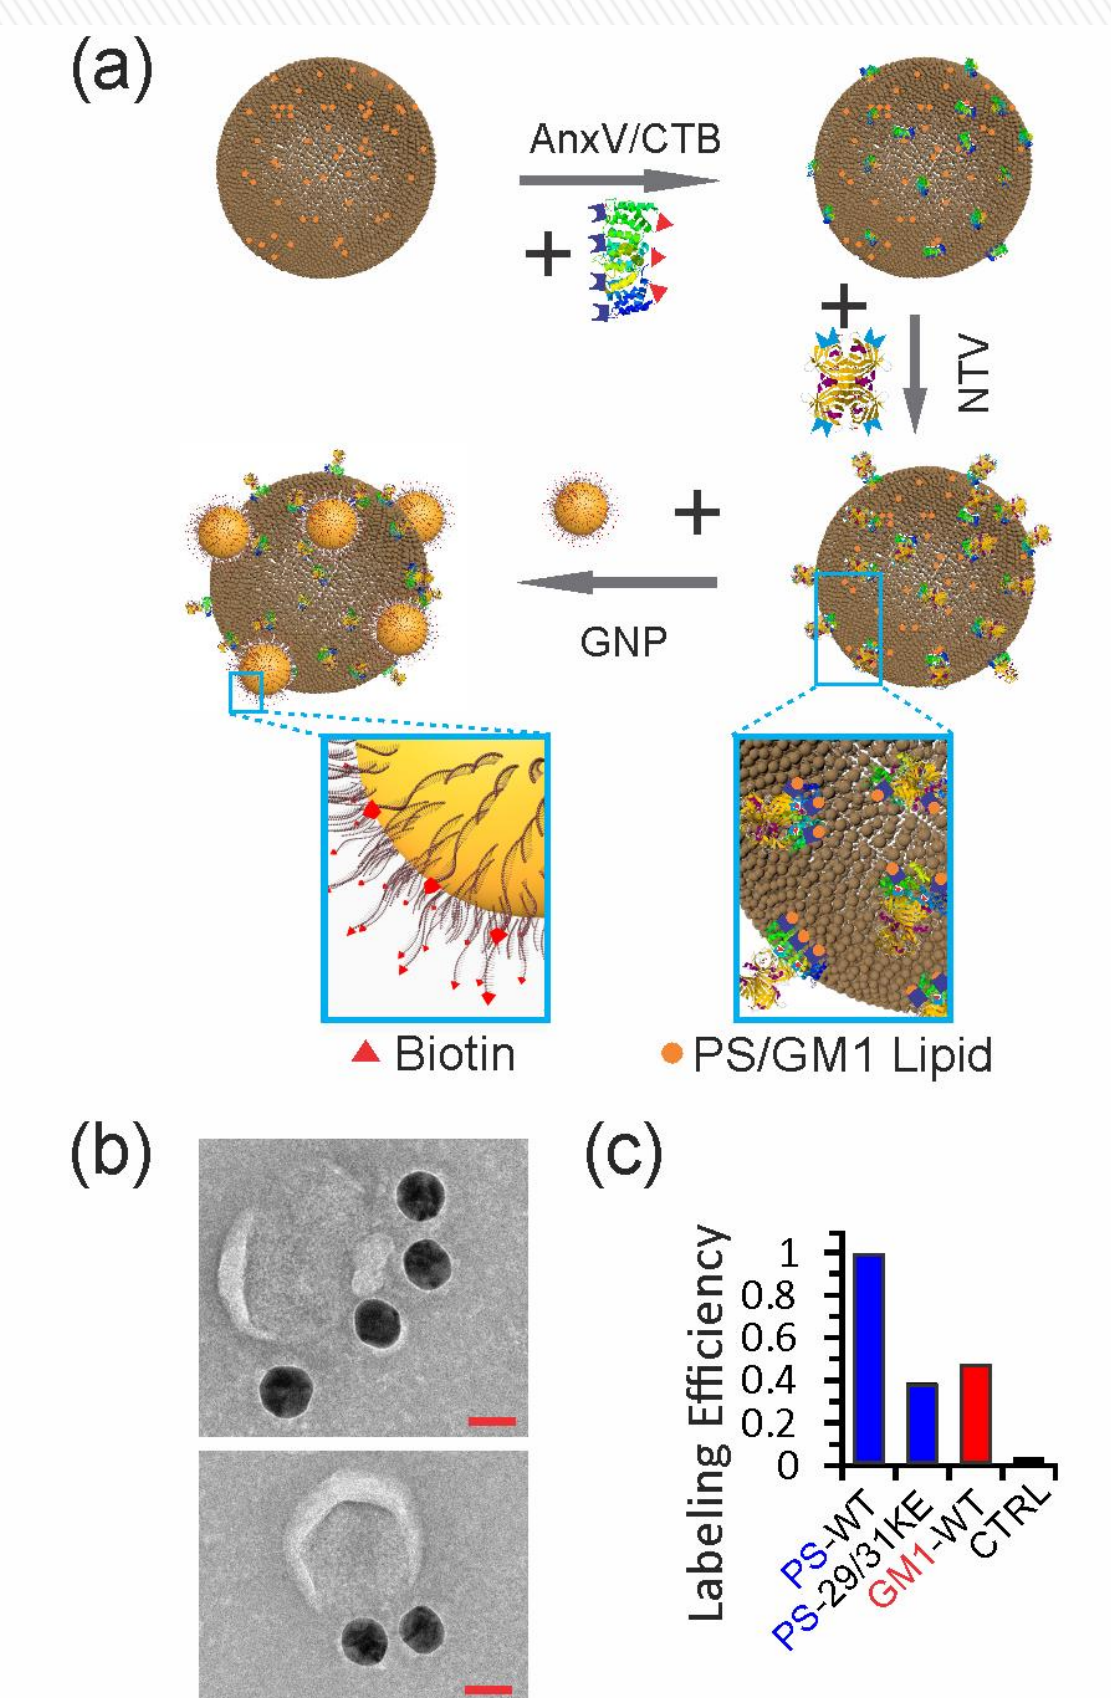 (a)
AnxV/CTB
+
+
NTV
+
GNP
Biotin
PS/GM1 Lipid
(b)
(c)
Labeling Efficiency
1
0.8
0.6
0.4
0.2
0
PS-WT
PS-29/31KE
GM1-WT
CTRL